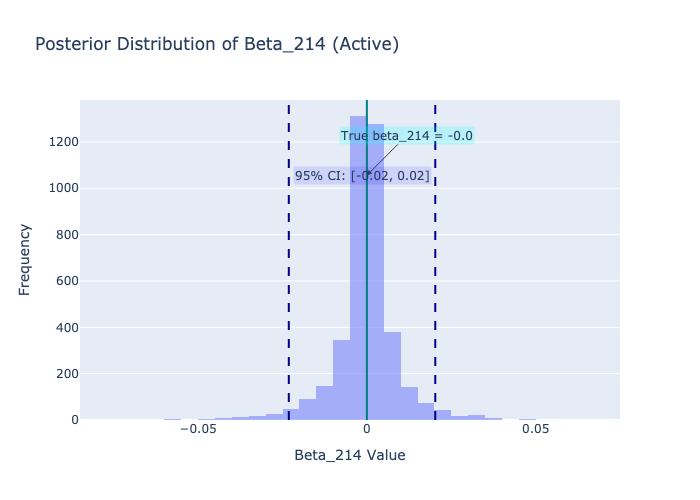 Posterior Distribution of Beta_214 (Active)
1200
1000
800
600
400
200
0
Frequency
True beta_214 = -0.0
95% CI: [-0.02, 0.02]
−0.05
0
0.05
Beta_214 Value